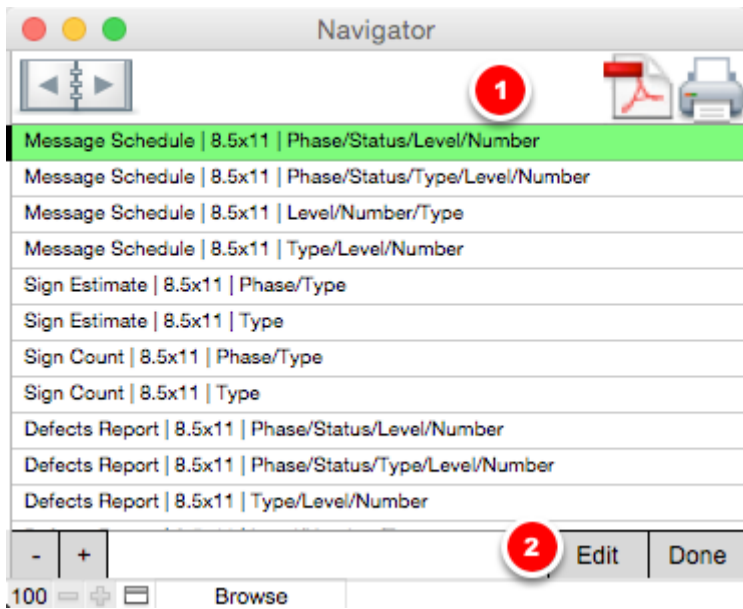 Navigator
1
Message Schedule | 8.5x11 | Phase/Status/Level/Number
Message Schedule | 8.5x11 | Phase/Status/Type/Level/Number
Message Schedule | 8.5x11 | Level/Number/Type
Message Schedule | 8.5x11 | Type/Level/Number
Sign Estimate | 8.5x11 | Phase/Type
Sign Estimate | 8.5x11 | Type
Sign Count | 8.5x11 | Phase/Type
Sign Count | 8.5x11 | Type
Defects Report | 8.5x11 | Phase/Status/Level/Number
Defects Report | 8.5x11 | Phase/Status/Type/Level/Number
Defects Report | 8.5x11 | Type/Level/Number
- + 2 Edit Done
100 Browse